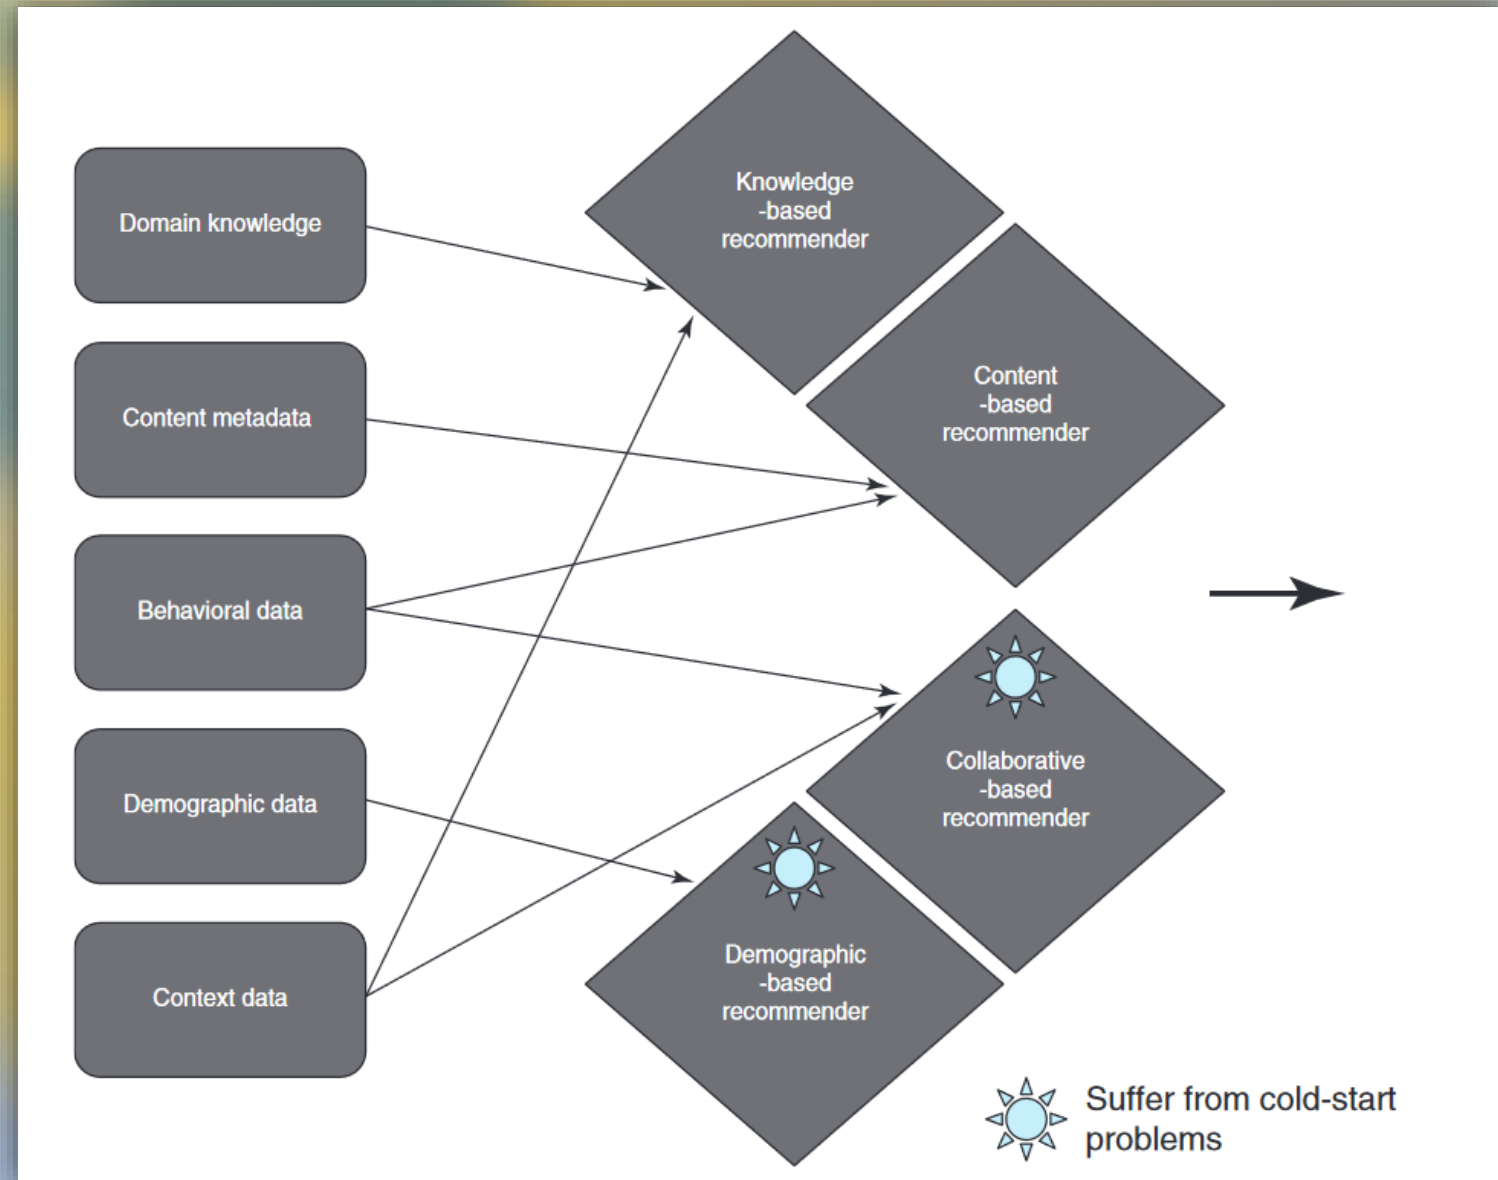 Domain knowledge
Content metadata
Behavioral data
Demographic data
Context data
Knowledge
-based
recommender
Content
-based
recommender
Collaborative
-based
recommender
Demographic
-based
recommender
Suffer from cold-start
problems